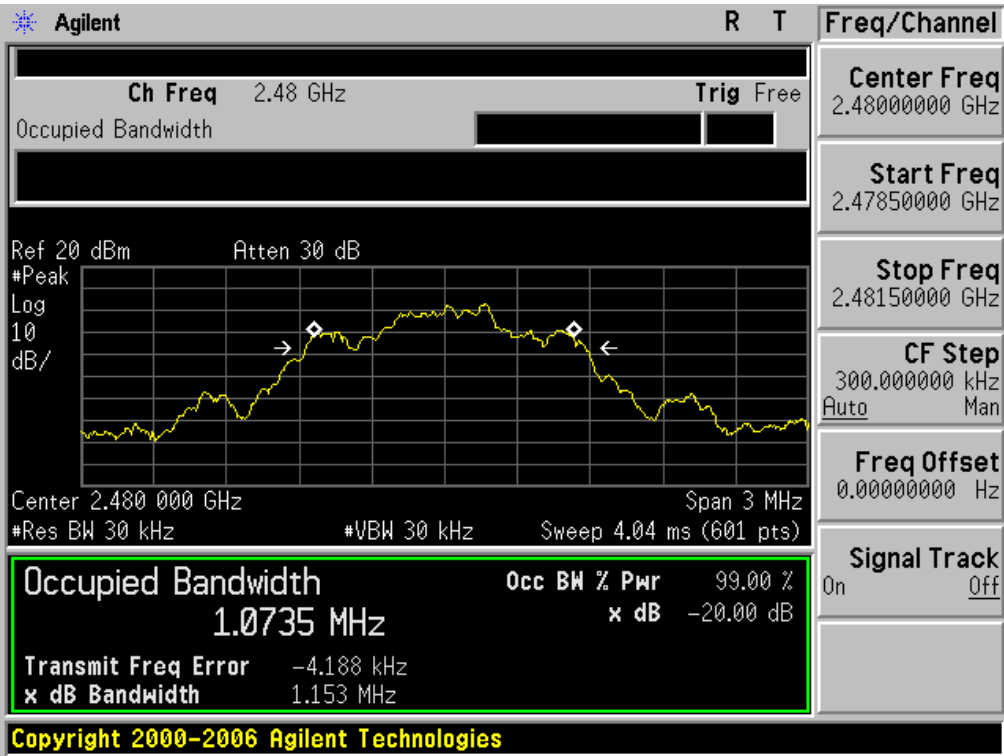 Agilent R T Freq/Channel
Ch Freq 2.48 GHz Trig Free
Occupied Bandwidth
Center Freq
2.48000000 GHz
Start Freq
2.47850000 GHz
Stop Freq
2.48150000 GHz
CF Step
300.000000 kHz
Auto Man
Freq Offset
0.00000000 Hz
Signal Track
On Off
Ref 20 dBm Atten 30 dB
#Peak
Log
10
dB/
Center 2.480 000 GHz Span 3 MHz
#Res BW 30 kHz #VBW 30 kHz Sweep 4.04 ms (601 pts)
Occupied Bandwidth Occ BW % Pwr 99.00 %
1.0735 MHz x dB -20.00 dB
Transmit Freq Error -4.188 kHz
x dB Bandwidth 1.153 MHz
Copyright 2000-2006 Agilent Technologies